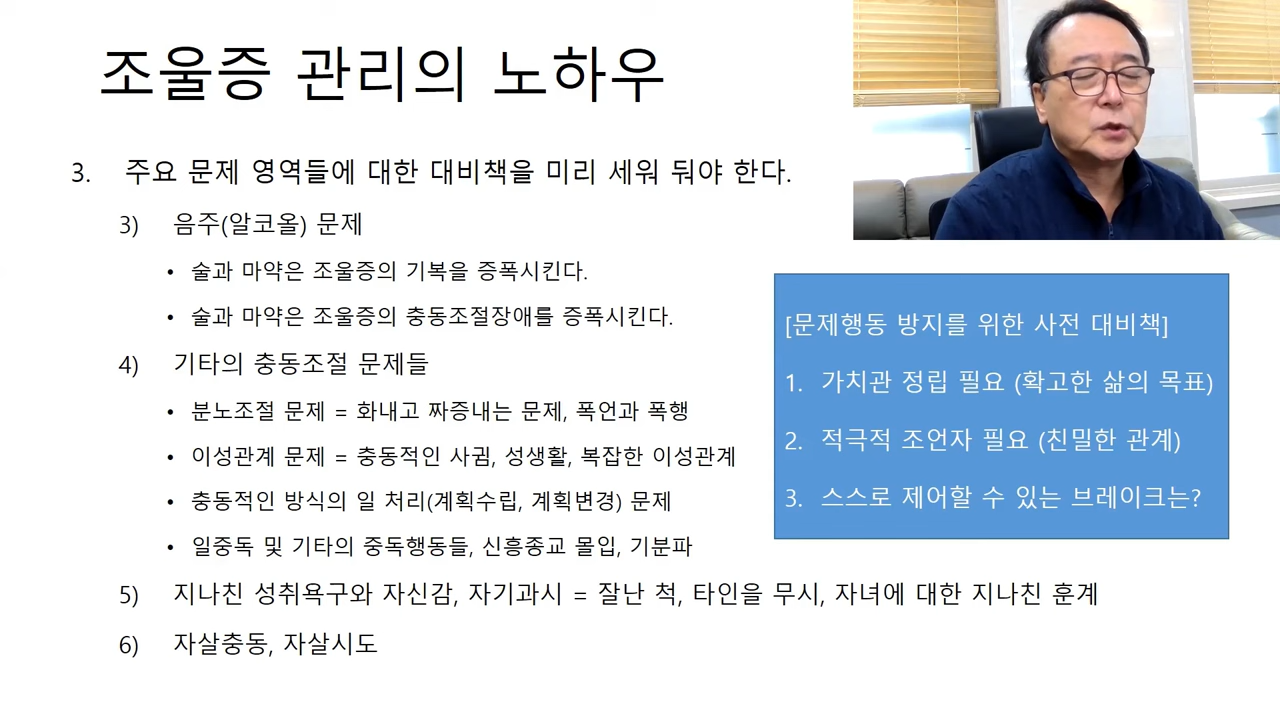 조울증 관리의 노하우
3. 주요 문제 영역들에 대한 대비책을 미리 세워 둬야 한다.
3) 음주(알코올) 문제
• 술과 마약은 조울증의 기복을 증폭시킨다.
• 술과 마약은 조울증의 충동조절장애를 증폭시킨다.
4) 기타의 충동조절 문제들
• 분노조절 문제 = 화내고 짜증내는 문제, 폭언과 폭행
• 이성관계 문제 = 충동적인 사귐, 성생활, 복잡한 이성관계
• 충동적인 방식의 일 처리(계획수립, 계획변경) 문제
• 일중독 및 기타의 중독행동들, 신흥종교 몰입, 기분파
5) 지나친 성취욕구와 자신감, 자기과시 = 잘난 척, 타인을 무시, 자녀에 대한 지나친 훈계
6) 자살충동, 자살시도
[문제행동 방지를 위한 사전 대비책]
1. 가치관 정립 필요 (확고한 삶의 목표)
2. 적극적 조언자 필요 (친밀한 관계)
3. 스스로 제어할 수 있는 브레이크는?